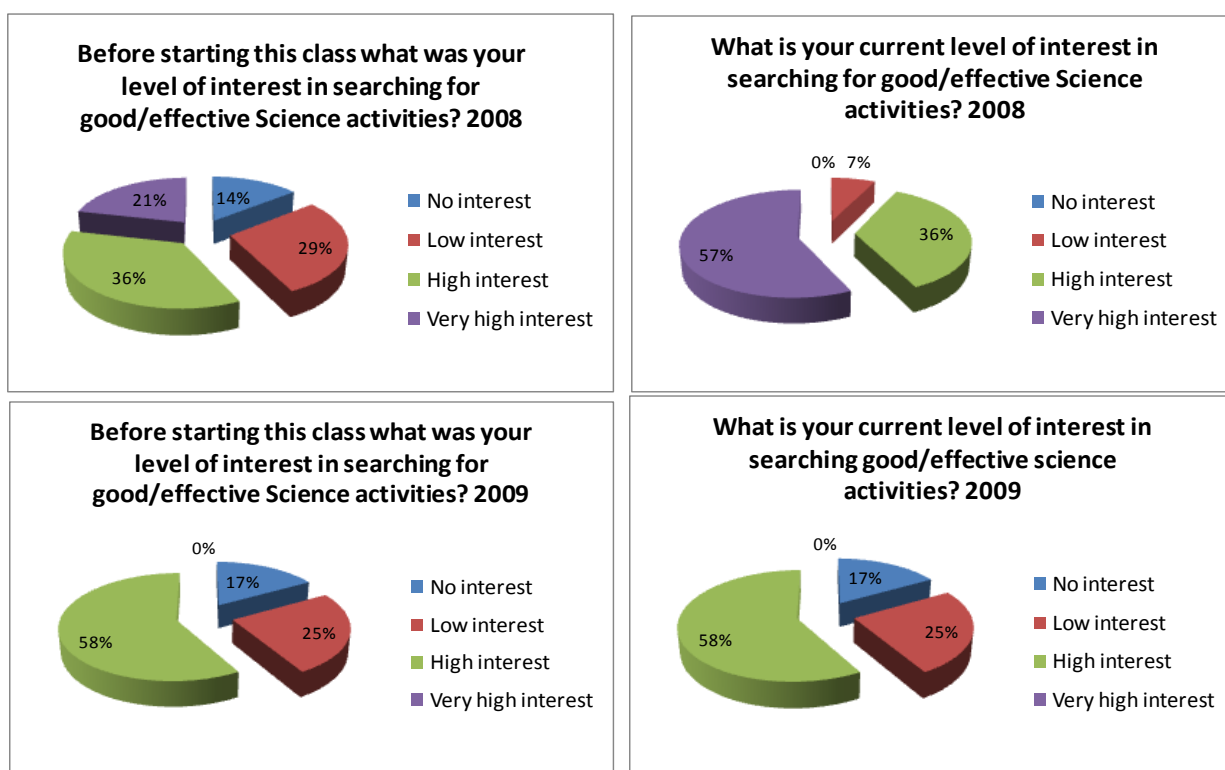 Before starting this class what was your
level of interest in searching for
good/effective Science activities? 2008
21%
14%
29%
36%
No interest
Low interest
High interest
Very high interest
What is your current level of interest in
searching for good/effective Science
activities? 2008
0% 7%
36%
57%
No interest
Low interest
High interest
Very high interest
Before starting this class what was your
level of interest in searching for
good/effective Science activities? 2009
0%
17%
25%
58%
No interest
Low interest
High interest
Very high interest
What is your current level of interest in
searching good/effective science
activities? 2009
0%
17%
25%
58%
No interest
Low interest
High interest
Very high interest